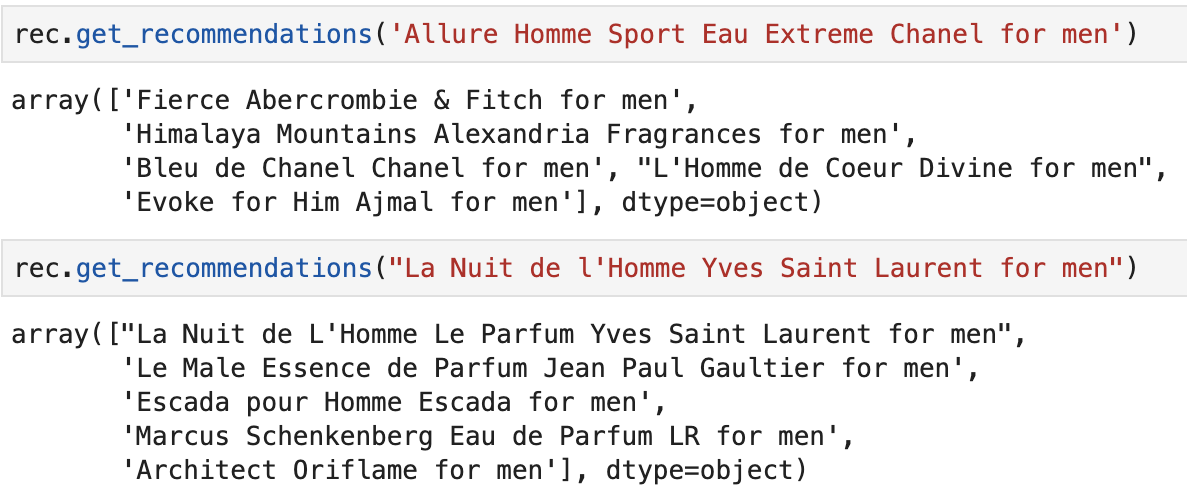 rec.get_recommendations('Allure Homme Sport Eau Extreme Chanel for men')
array(['Fierce Abercrombie & Fitch for men',
'Himalaya Mountains Alexandria Fragrances for men',
'Bleu de Chanel Chanel for men', "L'Homme de Coeur Divine for men",
'Evoke for Him Ajmal for men'], dtype=object)
rec.get_recommendations("La Nuit de l'Homme Yves Saint Laurent for men")
array(["La Nuit de L'Homme Le Parfum Yves Saint Laurent for men",
'Le Male Essence de Parfum Jean Paul Gaultier for men',
'Escada pour Homme Escada for men',
'Marcus Schenkenberg Eau de Parfum LR for men',
'Architect Oriflame for men'], dtype=object)